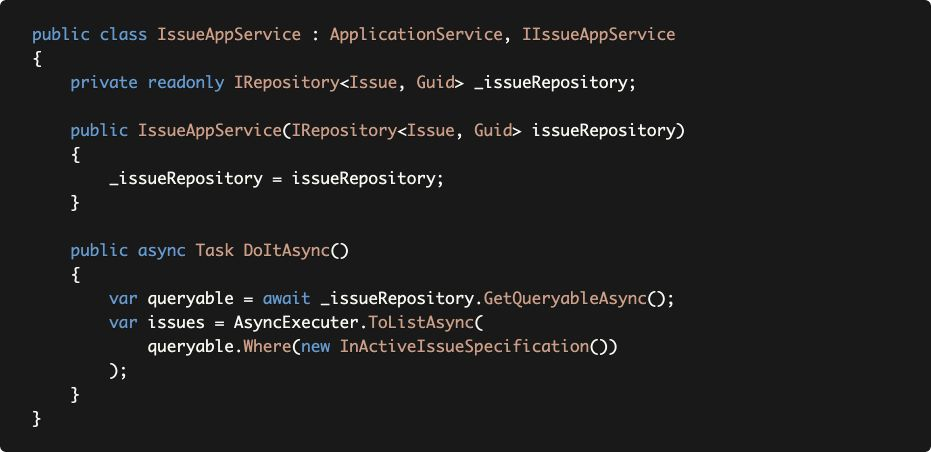 public class IssueAppService : ApplicationService, IIssueAppService
{
    private readonly IRepository<Issue, Guid> _issueRepository;

    public IssueAppService(IRepository<Issue, Guid> issueRepository)
    {
        _issueRepository = issueRepository;
    }

    public async Task DoItAsync()
    {
        var queryable = await _issueRepository.GetQueryableAsync();
        var issues = AsyncExecuter.ToListAsync(
            queryable.Where(new InActiveIssueSpecification())
        );
    }
}